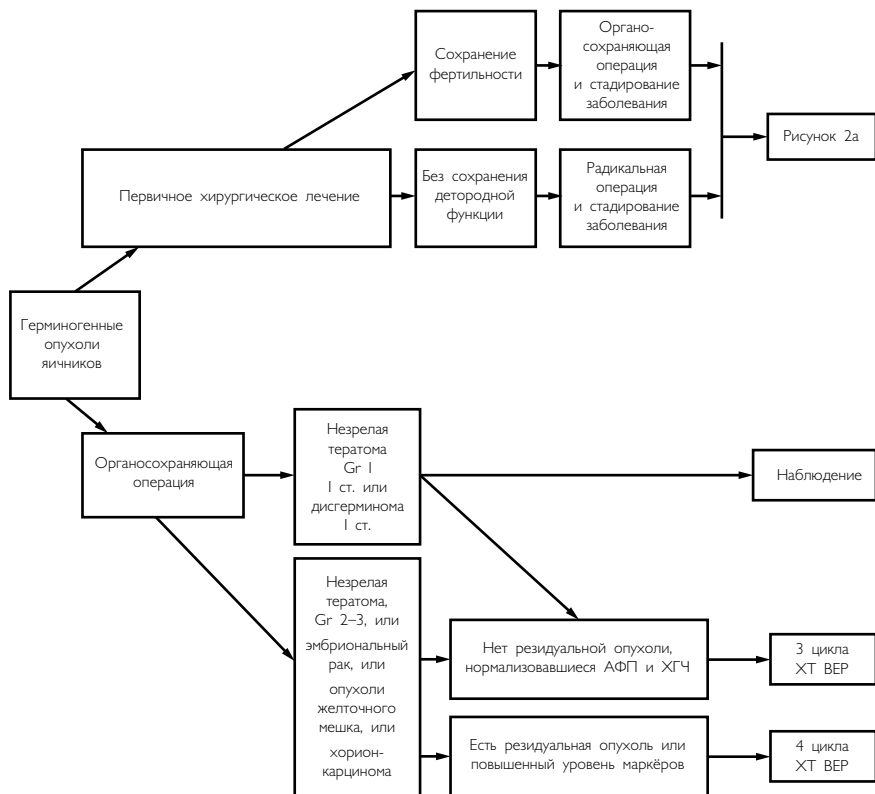 Сохранение
фертильности
Органо-
сохраняющая
операция
и стадирование
заболевания
Рисунок 2а
Первичное хирургическое лечение
Без сохранения
детородной
функции
Радикальная
операция
и стадирование
заболевания
Герминогенные
опухоли
яичников
Органосохраняющая
операция
Незрелая
тератома
Gr I
I ст. или
дисгерминома
I ст.
Наблюдение
Незрелая
тератома,
Gr 2–3, или
эмбриональный
рак, или
опухоли
желточного
мешка, или
хорион-
карцинома
Нет резидуальной опухоли,
нормализовавшиеся АФП и ХГЧ
3 цикла
ХТ ВЕР
Есть резидуальная опухоль или
повышенный уровень маркёров
4 цикла
ХТ ВЕР